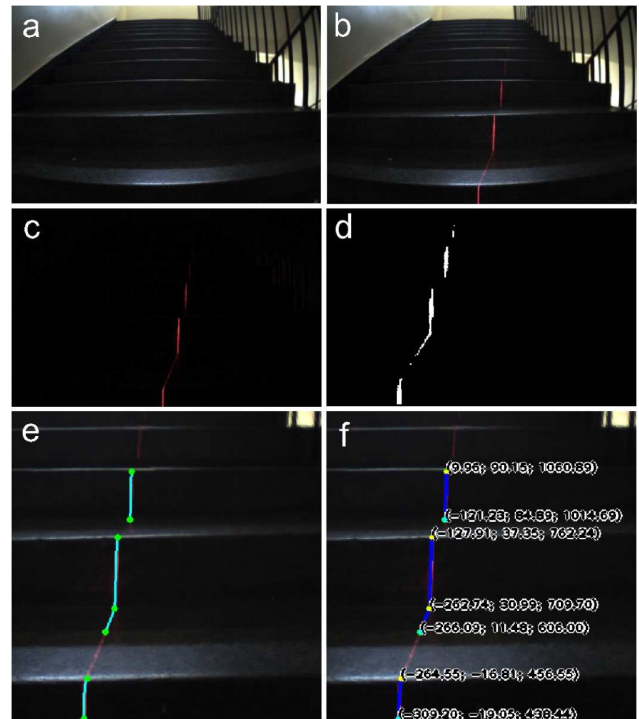 a
b
c
d
e
f
(9.96; 90.15; 1060.89)
(-121.23; 84.89; 1014.69)
(-127.91; 37.35; 762.24)
(-262.74; 30.99; 709.70)
(-266.09; 11.48; 606.00)
(-264.55; -16.81; 456.55)
(-309.20; -19.05; 438.44)